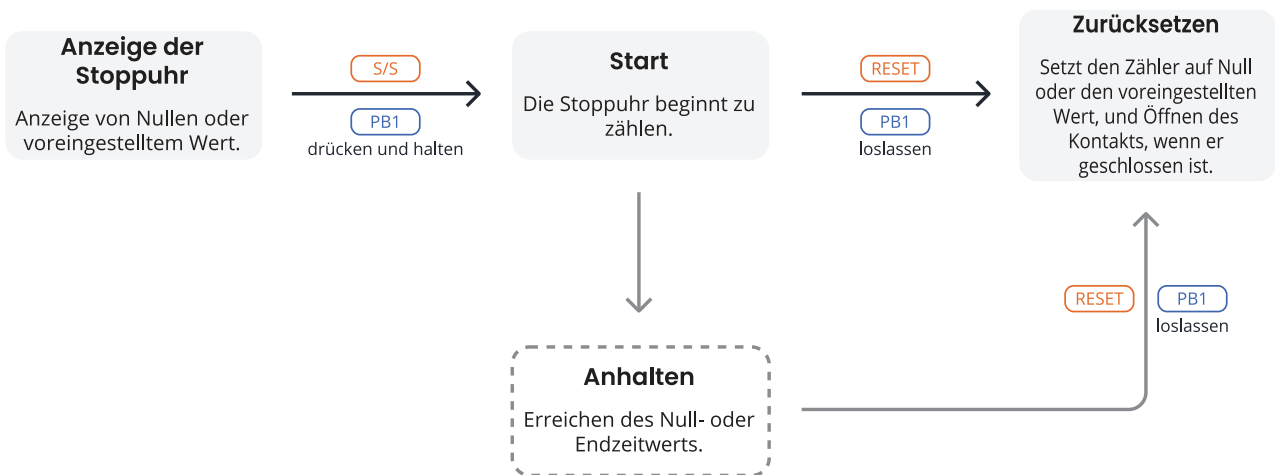 Anzeige der
Stoppuhr
Anzeige von Nullen oder
voreingestelltem Wert.
S/S
PB1
drücken und halten
Start
Die Stoppuhr beginnt zu
zählen.
RESET
PB1
loslassen
Zurücksetzen
Setzt den Zähler auf Null
oder den voreingestellten
Wert, und Öffnen des
Kontakts, wenn er
geschlossen ist.
RESET
PB1
loslassen
Anhalten
Erreichen des Null- oder
Endzeitwerts.